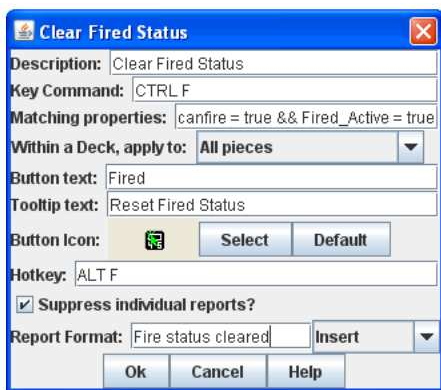 Clear Fired Status
Description: Clear Fired Status
Key Command: CTRL F
Matching properties: canfire = true && Fired_Active = true
Within a Deck, apply to: All pieces
Button text: Fired
Tooltip text: Reset Fired Status
Button Icon: Select Default
Hotkey: ALT F
Suppress individual reports?
Report Format: Fire status cleared Insert
Ok Cancel Help